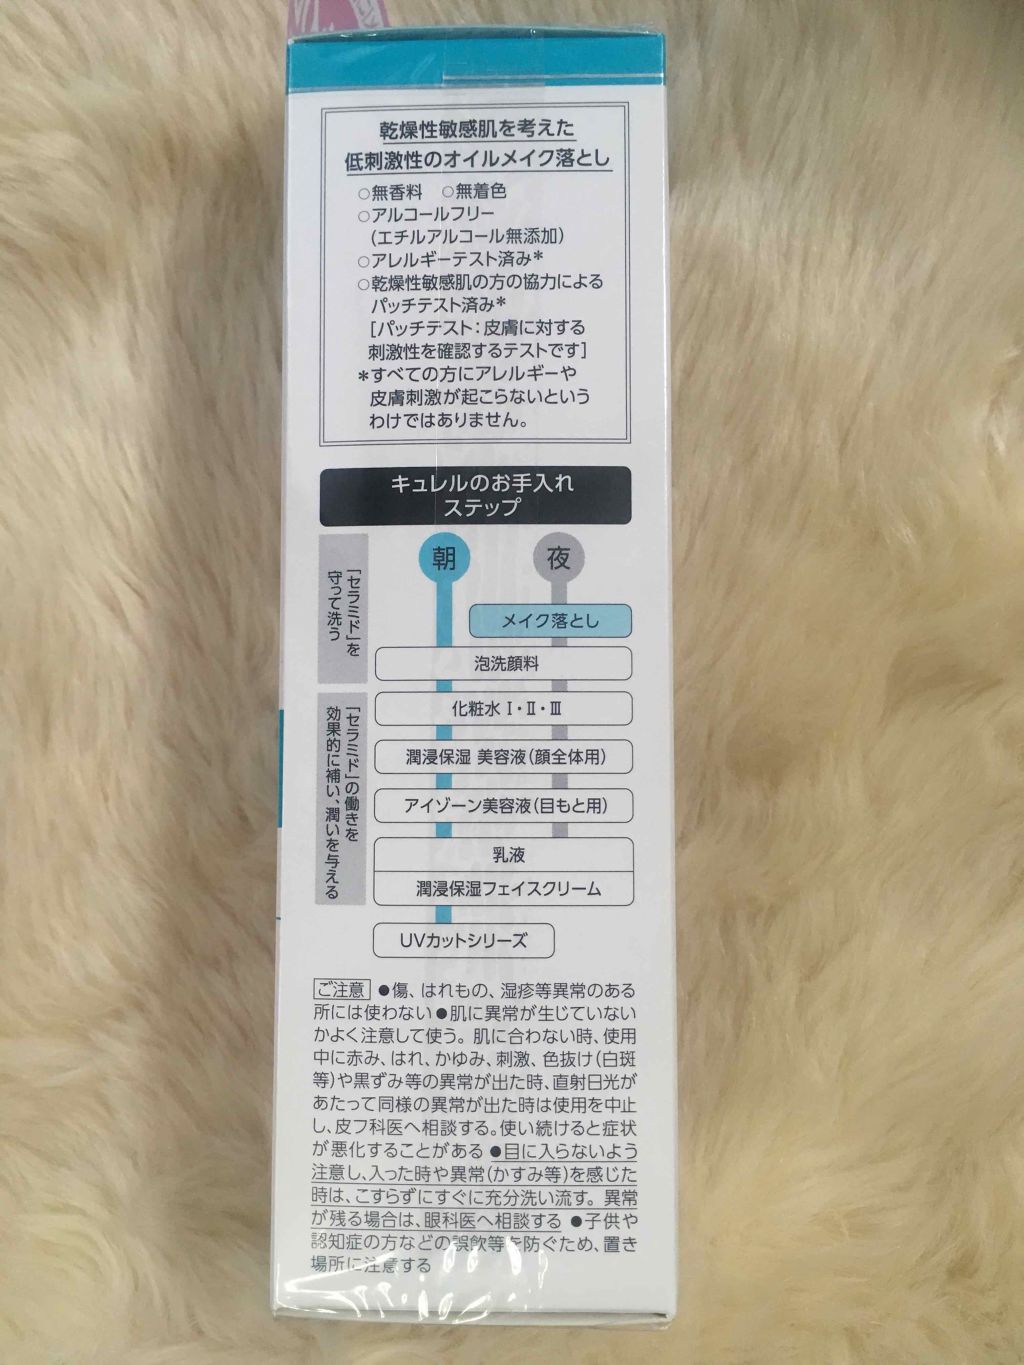 乾燥性敏感肌を考えた
低刺激性のオイルメイク落とし
○無香料 ○無着色
○アルコールフリー
(エチルアルコール無添加)
○アレルギーテスト済み*
○乾燥性敏感肌の方の協力による
パッチテスト済み*
[パッチテスト:皮膚に対する
刺激性を確認するテストです]
*すべての方にアレルギーや
皮膚刺激が起こらないという
わけではありません。
キュレルのお手入れ
ステップ
朝 夜
「セラミド」を
守って洗う
メイク落とし
泡洗顔料
「セラミド」の働きを
効果的に補い、潤いを与える
化粧水 I・II・III
潤浸保湿 美容液(顔全体用)
アイゾーン美容液(目もと用)
乳液
潤浸保湿フェイスクリーム
UVカットシリーズ
ご注意 ●傷、はれもの、湿疹等異常のある
所には使わない●肌に異常が生じていない
かよく注意して使う。肌に合わない時、使用
中に赤み、はれ、かゆみ、刺激、色抜け(白斑
等)や黒ずみ等の異常が出た時、直射日光が
あたって同様の異常が出た時は使用を中止
し、皮フ科医へ相談する。使い続けると症状
が悪化することがある ●目に入らないよう
注意し、入った時や異常(かすみ等)を感じた
時は、こすらずにすぐに充分洗い流す。異常
が残る場合は、眼科医へ相談する ●子供や
認知症の方などの誤飲等を防ぐため、置き
場所に注意する